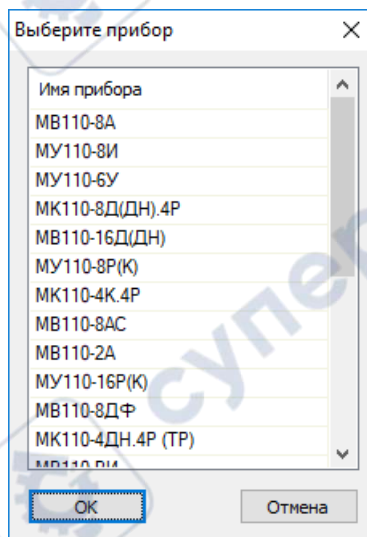 Выберите прибор
Имя прибора
МВ110-8А
МУ110-8И
МУ110-6У
МК110-8Д(ДН).4Р
МВ110-16Д(ДН)
МУ110-8Р(К)
МК110-4К.4Р
МВ110-8АС
МВ110-2А
МУ110-16Р(К)
МВ110-8ДФ
МК110-4ДН.4Р (ТР)
ОК
Отмена
супер